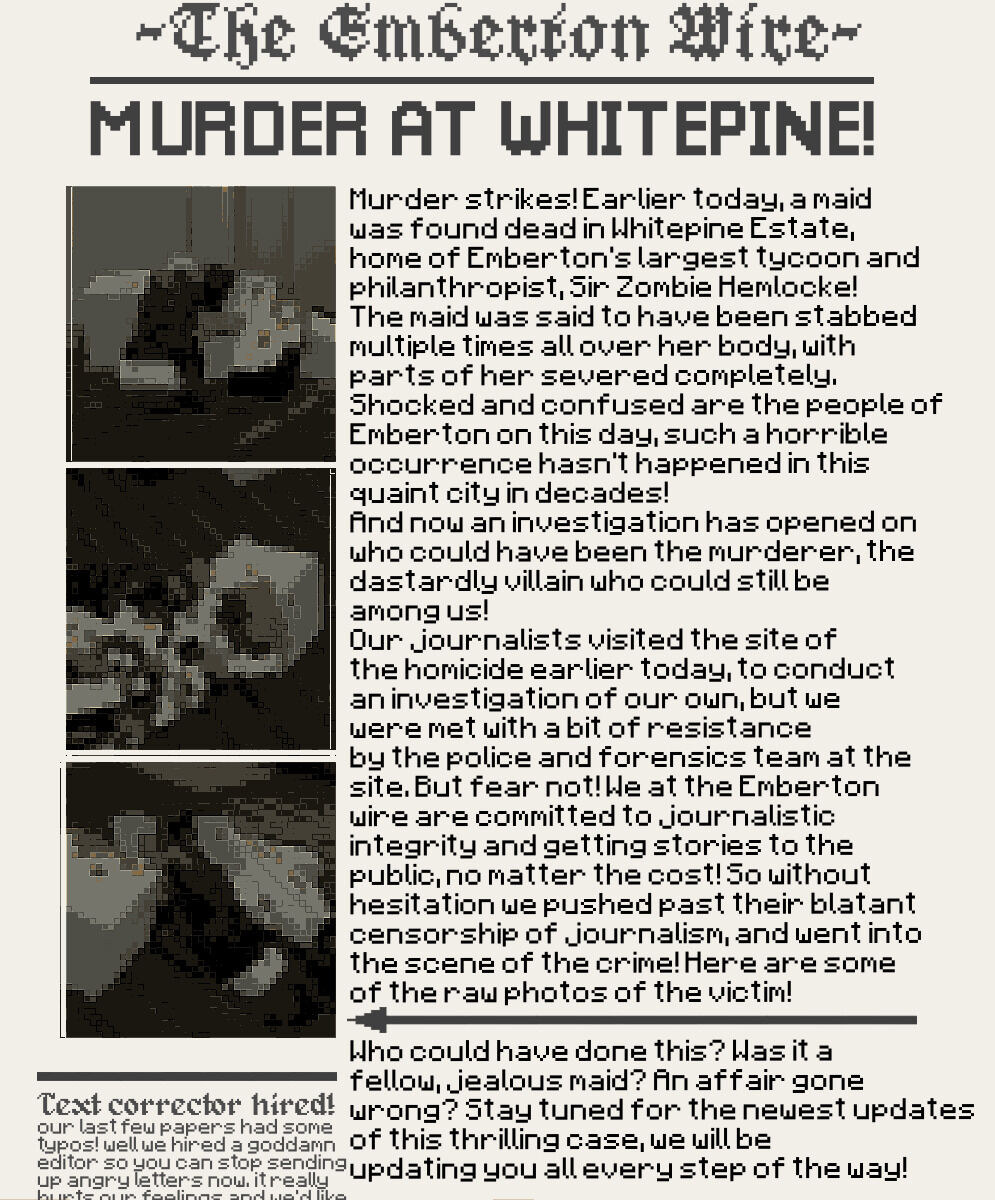 ~The Emberton Wire~
MURDER AT WHITEPINE!
Murder strikes! Earlier today, a maid
was found dead in Whitepine Estate,
home of Emberton's largest tycoon and
philanthropist, Sir Zombie Hemlocke!
The maid was said to have been stabbed
multiple times all over her body, with
parts of her severed completely.
Shocked and confused are the people of
Emberton on this day, such a horrible
occurrence hasn't happened in this
quaint city in decades!
And now an investigation has opened on
who could have been the murderer, the
dastardly villain who could still be
among us!
Our journalists visited the site of
the homicide earlier today, to conduct
an investigation of our own, but we
were met with a bit of resistance
by the police and forensics team at the
site. But fear not! We at the Emberton
wire are committed to journalistic
integrity and getting stories to the
public, no matter the cost! So without
hesitation we pushed past their blatant
censorship of journalism, and went into
the scene of the crime! Here are some
of the raw photos of the victim!
Who could have done this? Was it a
fellow, jealous maid? An affair gone
wrong? Stay tuned for the newest updates
of this thrilling case, we will be
updating you all every step of the way!
Text corrector hired!
our last few papers had some
typos! well we hired a goddamn
editor so you can stop sending
up angry letters now. it really
hurts our feelings and we'd like